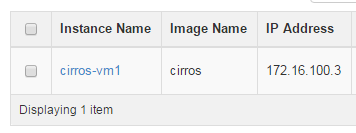 Instance Name Image Name IP Address
cirros-vm1 cirros 172.16.100.3
Displaying 1 item